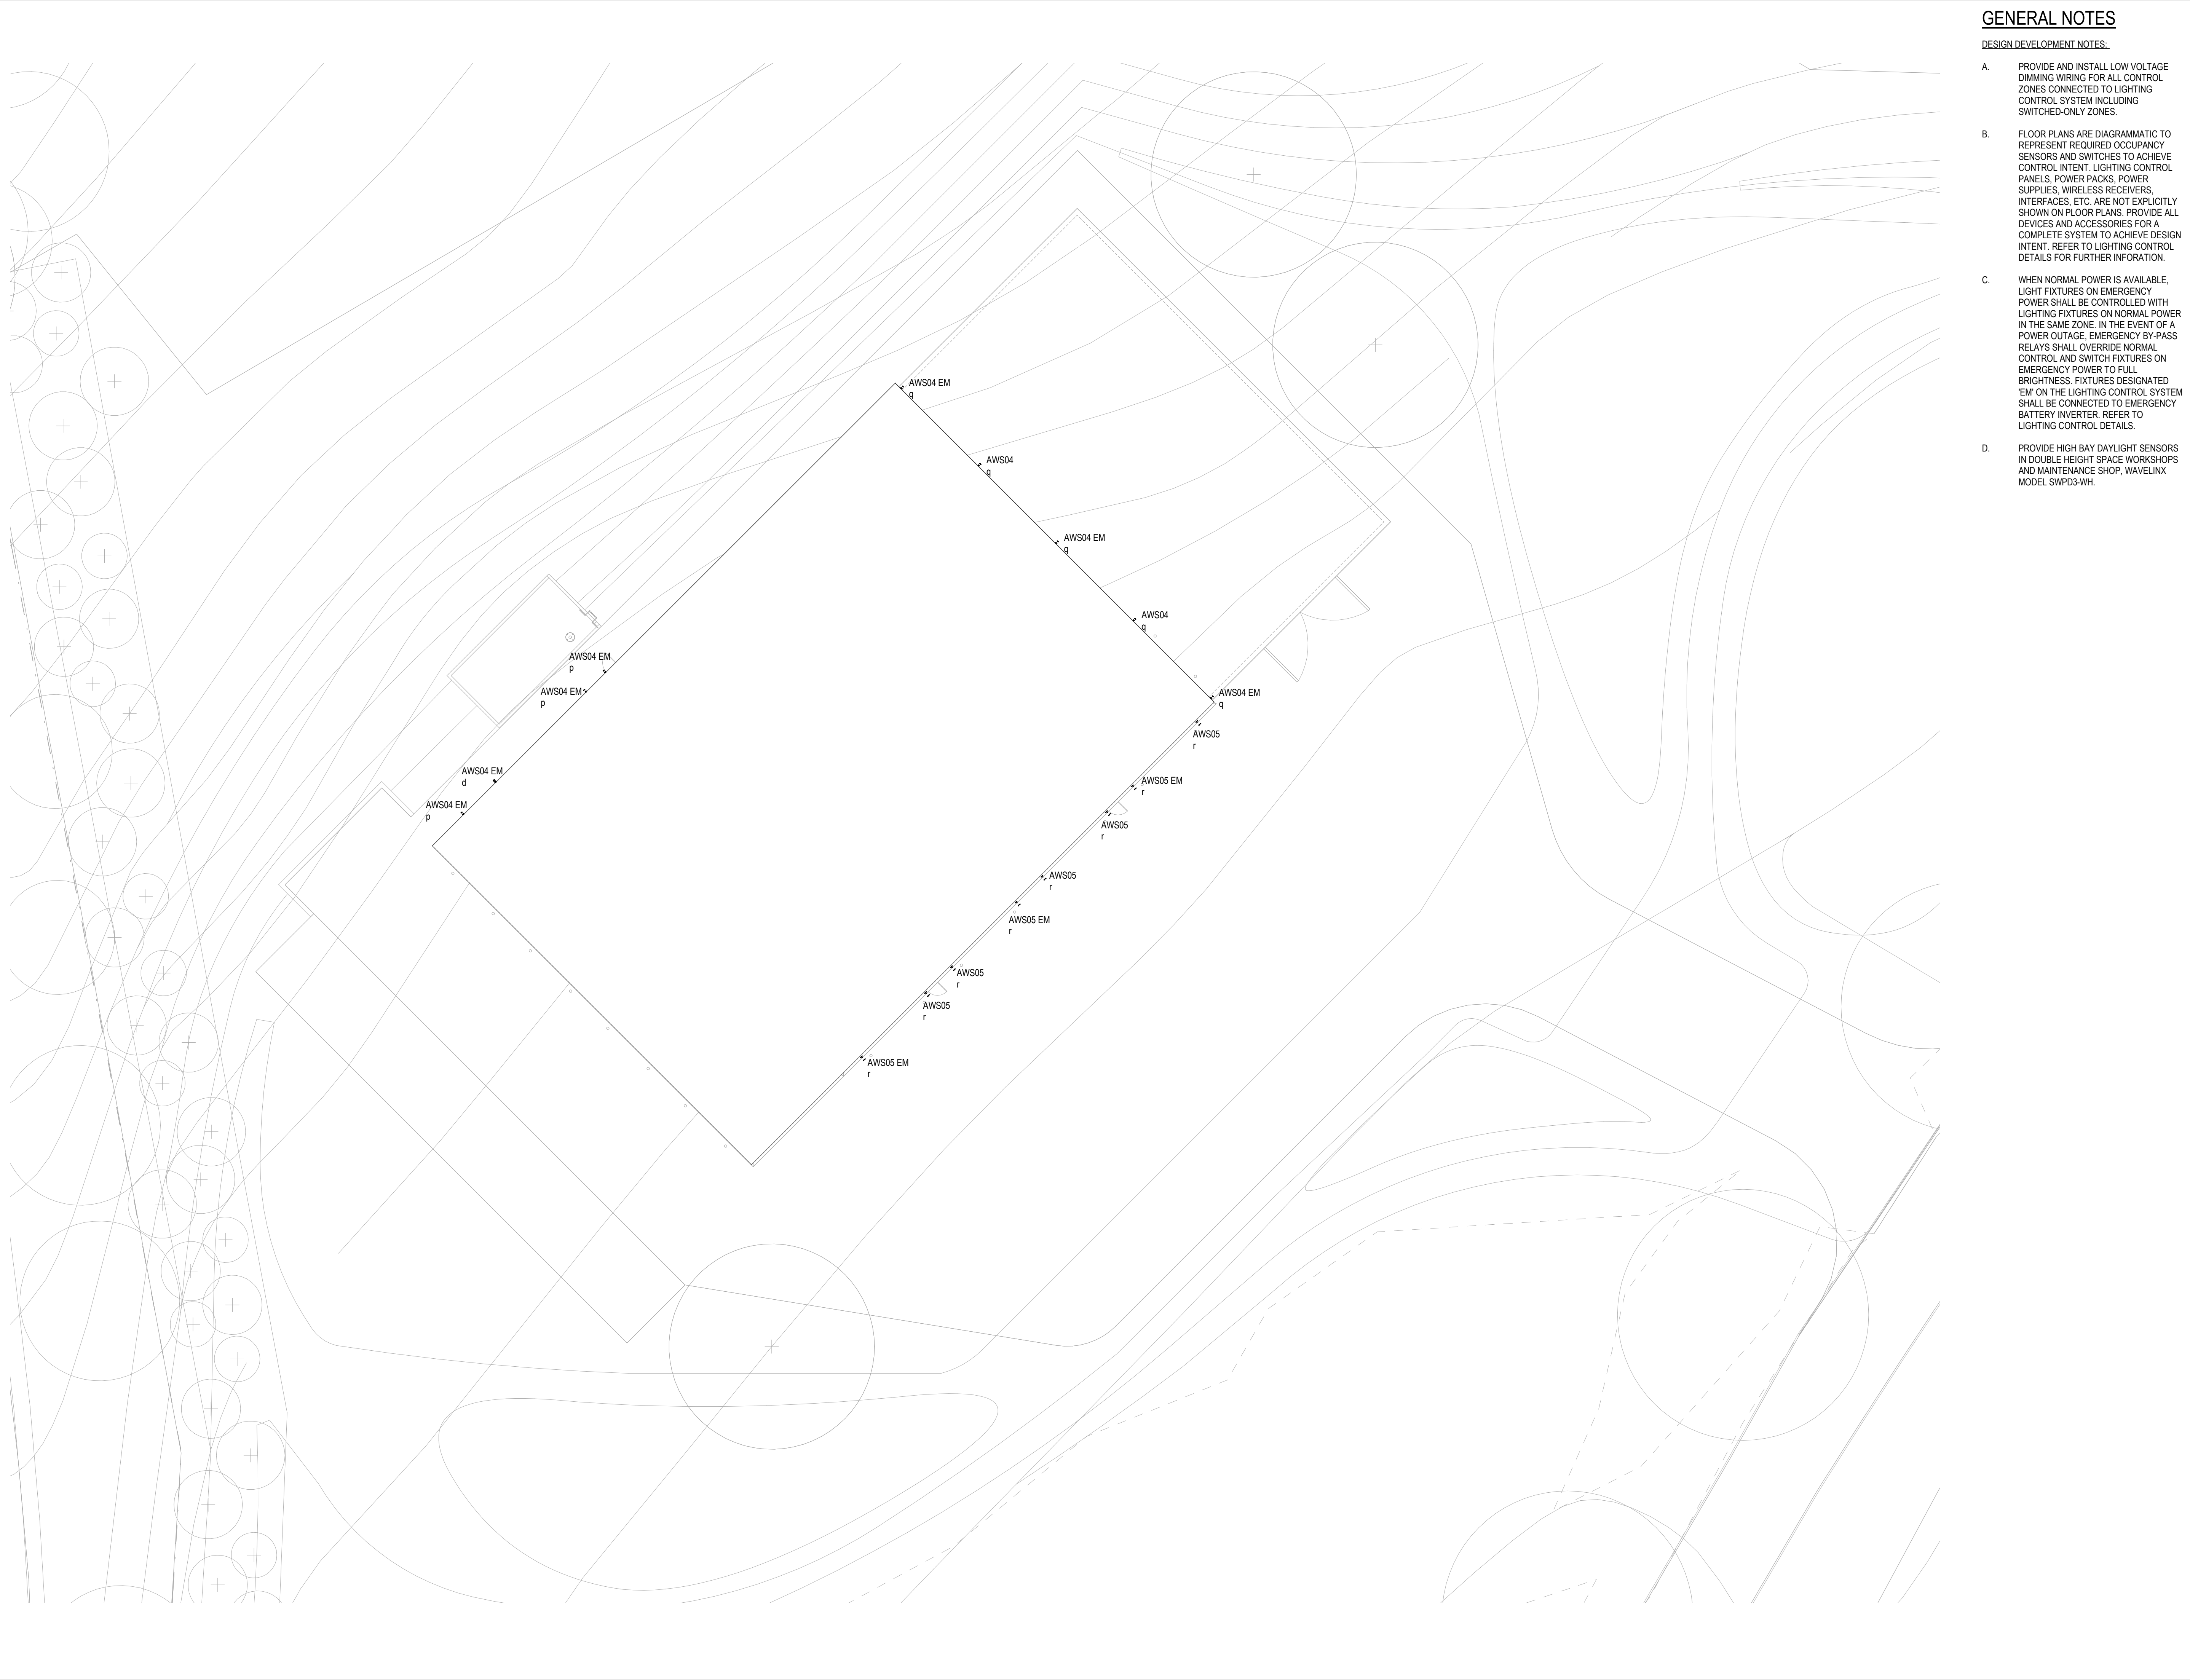 GENERAL NOTES
DESIGN DEVELOPMENT NOTES:
A. PROVIDE AND INSTALL LOW VOLTAGE
DIMMING WIRING FOR ALL CONTROL
ZONES CONNECTED TO LIGHTING
CONTROL SYSTEM INCLUDING
SWITCHED-ONLY ZONES.
B. FLOOR PLANS ARE DIAGRAMMATIC TO
REPRESENT REQUIRED OCCUPANCY
SENSORS AND SWITCHES TO ACHIEVE
CONTROL INTENT. LIGHTING CONTROL
PANELS, POWER PACKS, POWER
SUPPLIES, WIRELESS RECEIVERS,
INTERFACES, ETC. ARE NOT EXPLICITLY
SHOWN ON PLOOR PLANS. PROVIDE ALL
DEVICES AND ACCESSORIES FOR A
COMPLETE SYSTEM TO ACHIEVE DESIGN
INTENT. REFER TO LIGHTING CONTROL
DETAILS FOR FURTHER INFORATION.
C. WHEN NORMAL POWER IS AVAILABLE,
LIGHT FIXTURES ON EMERGENCY
POWER SHALL BE CONTROLLED WITH
LIGHTING FIXTURES ON NORMAL POWER
IN THE SAME ZONE. IN THE EVENT OF A
POWER OUTAGE, EMERGENCY BY-PASS
RELAYS SHALL OVERRIDE NORMAL
CONTROL AND SWITCH FIXTURES ON
EMERGENCY POWER TO FULL
BRIGHTNESS. FIXTURES DESIGNATED
'EM' ON THE LIGHTING CONTROL SYSTEM
SHALL BE CONNECTED TO EMERGENCY
BATTERY INVERTER. REFER TO
LIGHTING CONTROL DETAILS.
D. PROVIDE HIGH BAY DAYLIGHT SENSORS
IN DOUBLE HEIGHT SPACE WORKSHOPS
AND MAINTENANCE SHOP, WAVELINX
MODEL SWPD3-WH.
AWS04 EM
q
AWS04
q
AWS04 EM
q
AWS04
q
AWS04 EM
p
AWS04 EM
p
AWS04 EM
q
AWS05
r
AWS04 EM
d
AWS05 EM
r
AWS04 EM
p
AWS05
r
AWS05
r
AWS05 EM
r
AWS05
r
AWS05
r
AWS05 EM
r